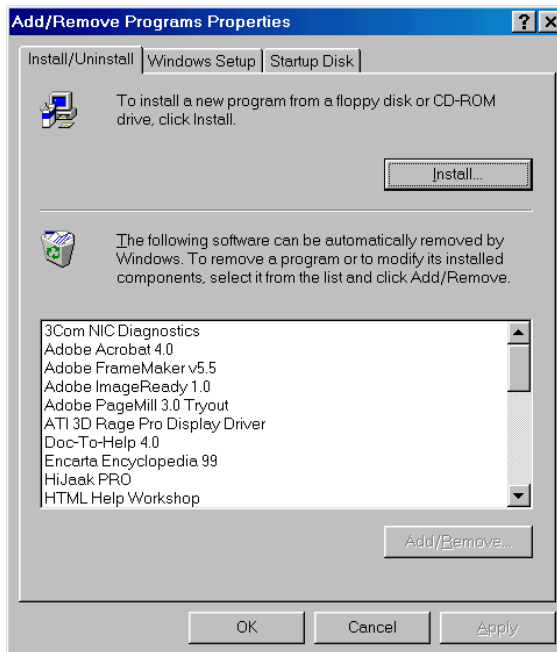 Add/Remove Programs Properties
Install/Uninstall Windows Setup Startup Disk
To install a new program from a floppy disk or CD-ROM
drive, click Install.
Install...
The following software can be automatically removed by
Windows. To remove a program or to modify its installed
components, select it from the list and click Add/Remove.
3Com NIC Diagnostics
Adobe Acrobat 4.0
Adobe FrameMaker v5.5
Adobe ImageReady 1.0
Adobe PageMill 3.0 Tryout
ATI 3D Rage Pro Display Driver
Doc-To-Help 4.0
Encarta Encyclopedia 99
HiJaak PRO
HTML Help Workshop
Add/Remove...
OK Cancel Apply